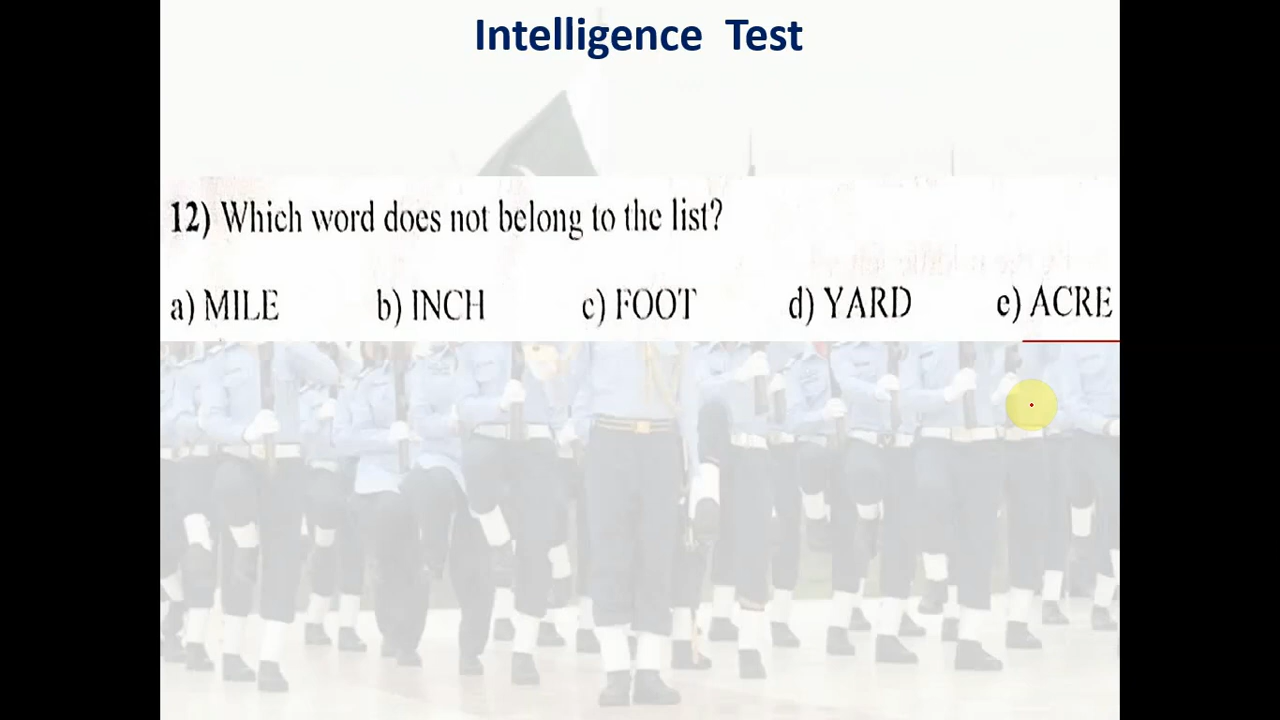 Intelligence Test
12) Which word does not belong to the list?
a) MILE b) INCH c) FOOT d) YARD e) ACRE